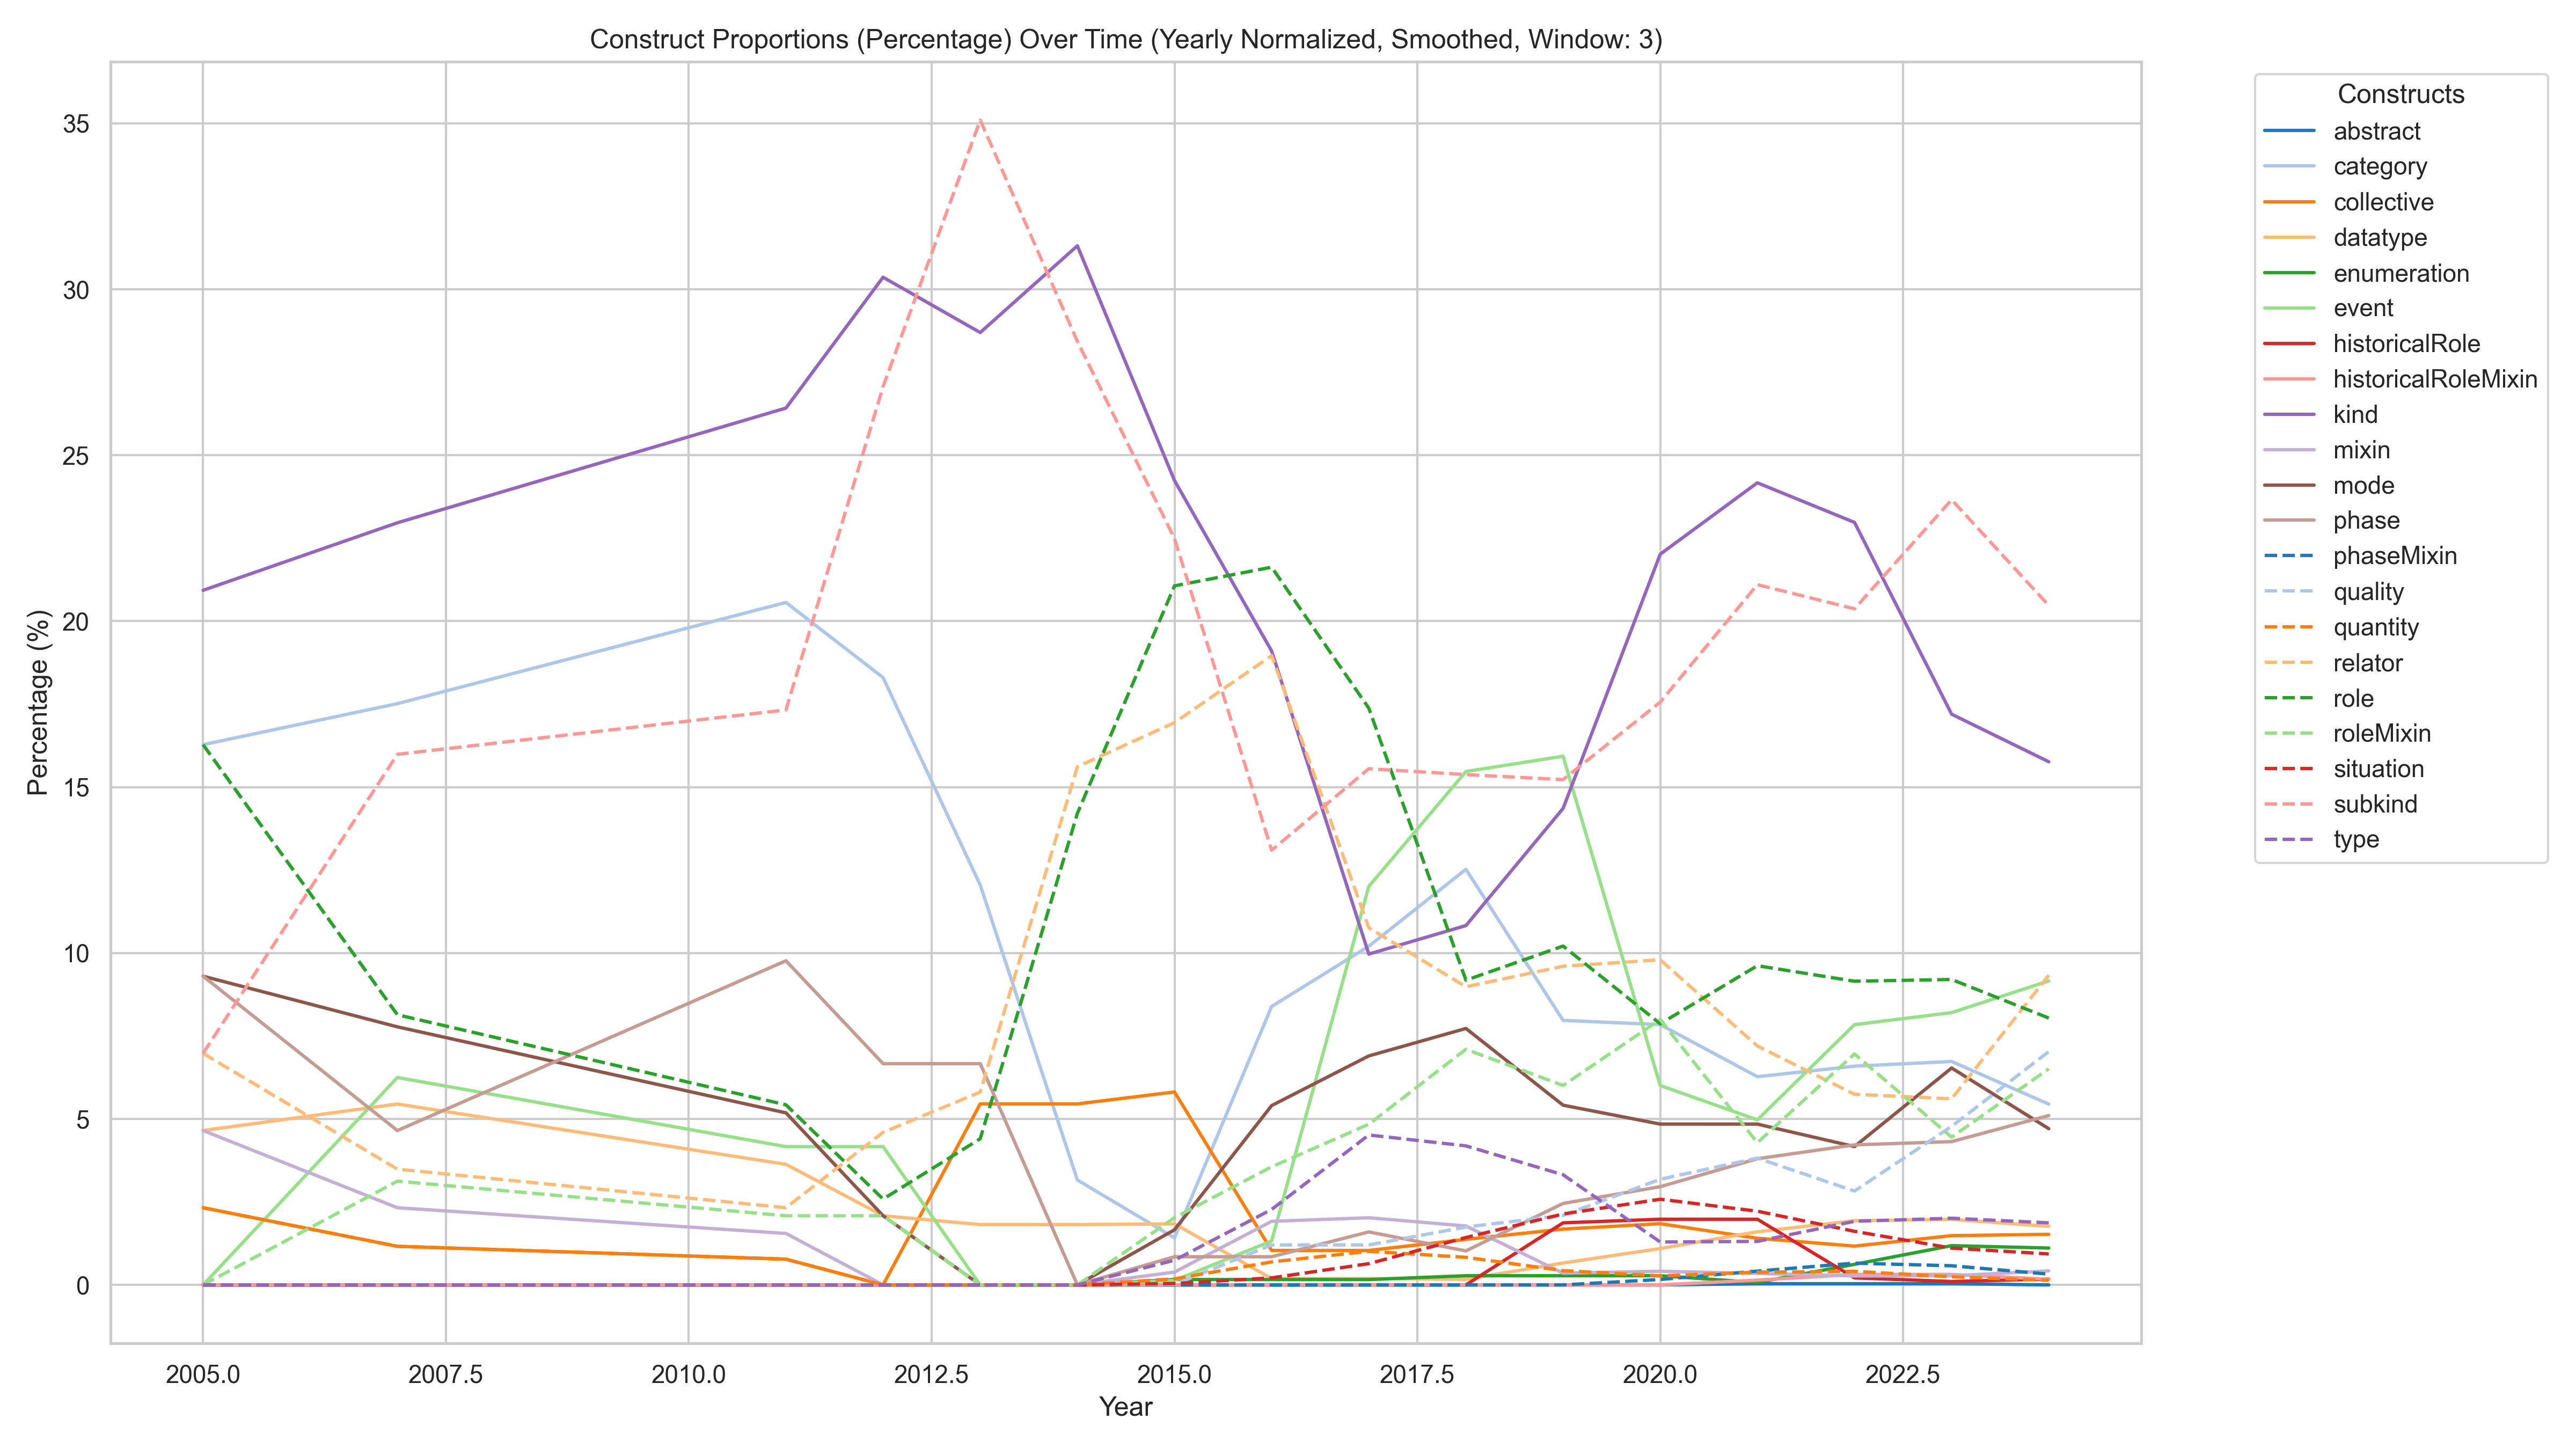 Construct Proportions (Percentage) Over Time (Yearly Normalized, Smoothed, Window: 3)
Constructs
abstract
category
collective
datatype
enumeration
event
historicalRole
historicalRoleMixin
kind
mixin
mode
phase
phaseMixin
quality
quantity
relator
role
roleMixin
situation
subkind
type
Percentage (%)
35
30
25
20
15
10
5
0
2005.0
2007.5
2010.0
2012.5
2015.0
2017.5
2020.0
2022.5
Year